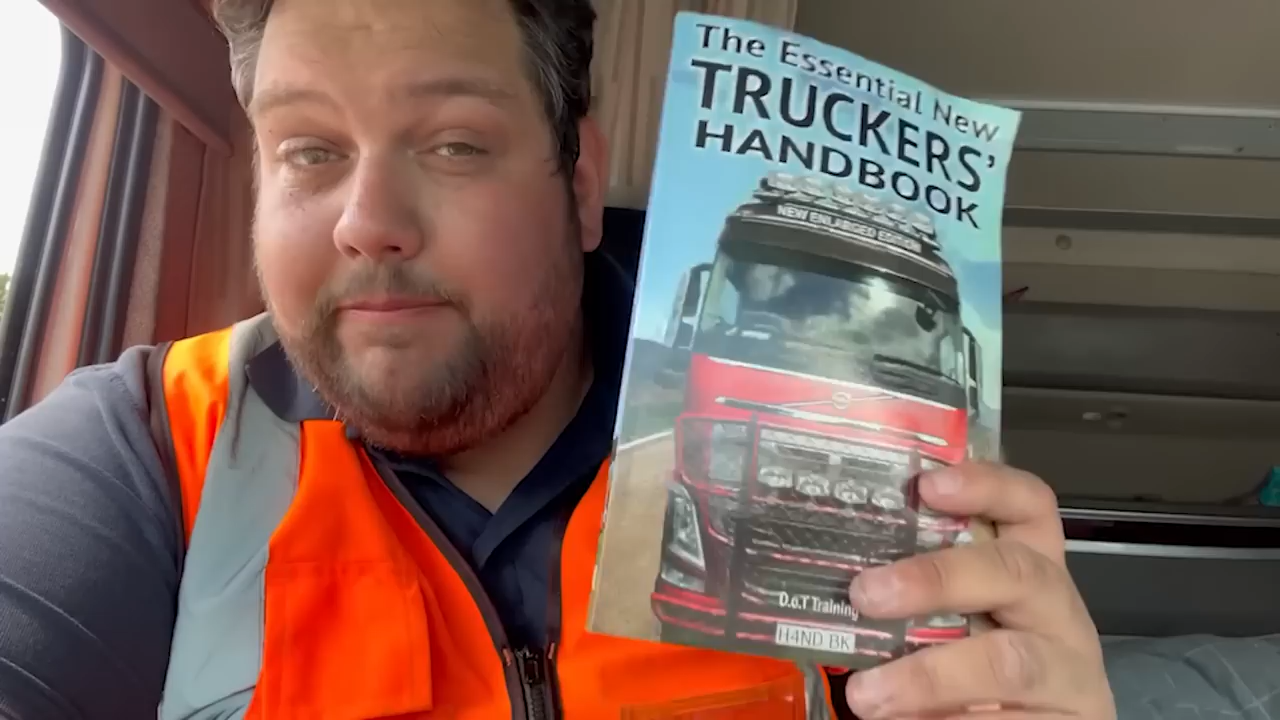 The Essential New
TRUCKERS'
HANDBOOK
NEW ENLARGED EDITION
D.o.T Training
H4ND BK